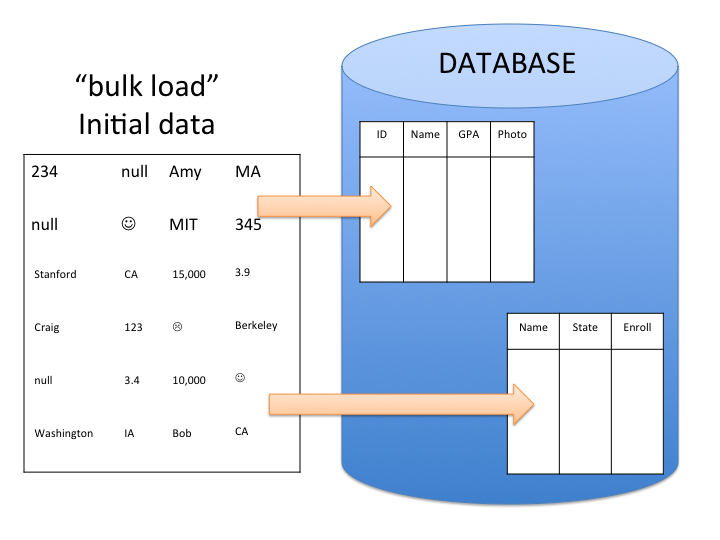 “bulk load”
Initial data
234 null Amy MA
null ☺ MIT 345
Stanford CA 15,000 3.9
Craig 123 ☹ Berkeley
null 3.4 10,000 ☺
Washington IA Bob CA
DATABASE
ID Name GPA Photo
Name State Enroll